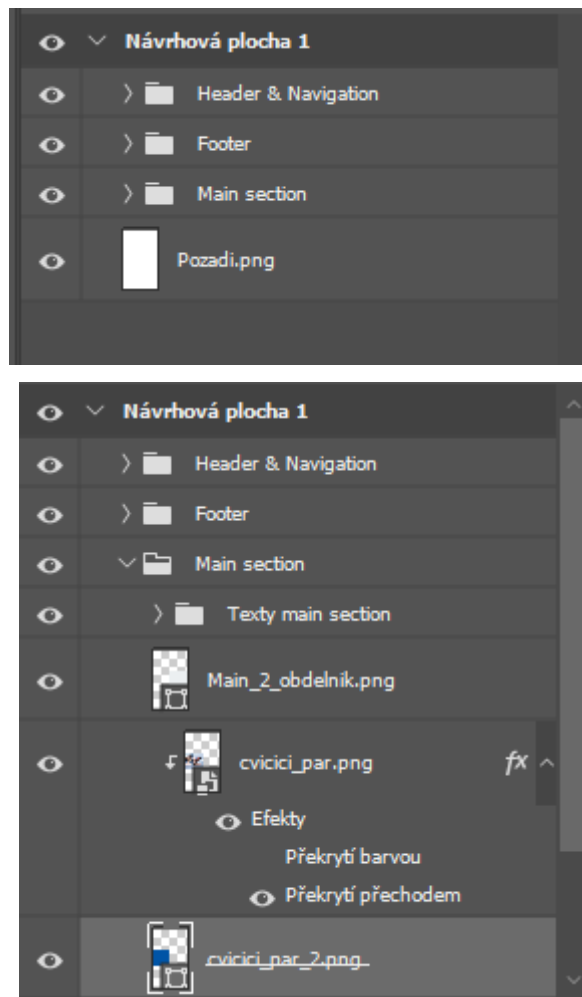 Návrhová plocha 1
Header & Navigation
Footer
Main section
Pozadi.png
Návrhová plocha 1
Header & Navigation
Footer
Main section
Texty main section
Main_2_obdelnik.png
cvicici_par.png fx
Efekty
Překrytí barvou
Překrytí přechodem
cvicici_par_2.png